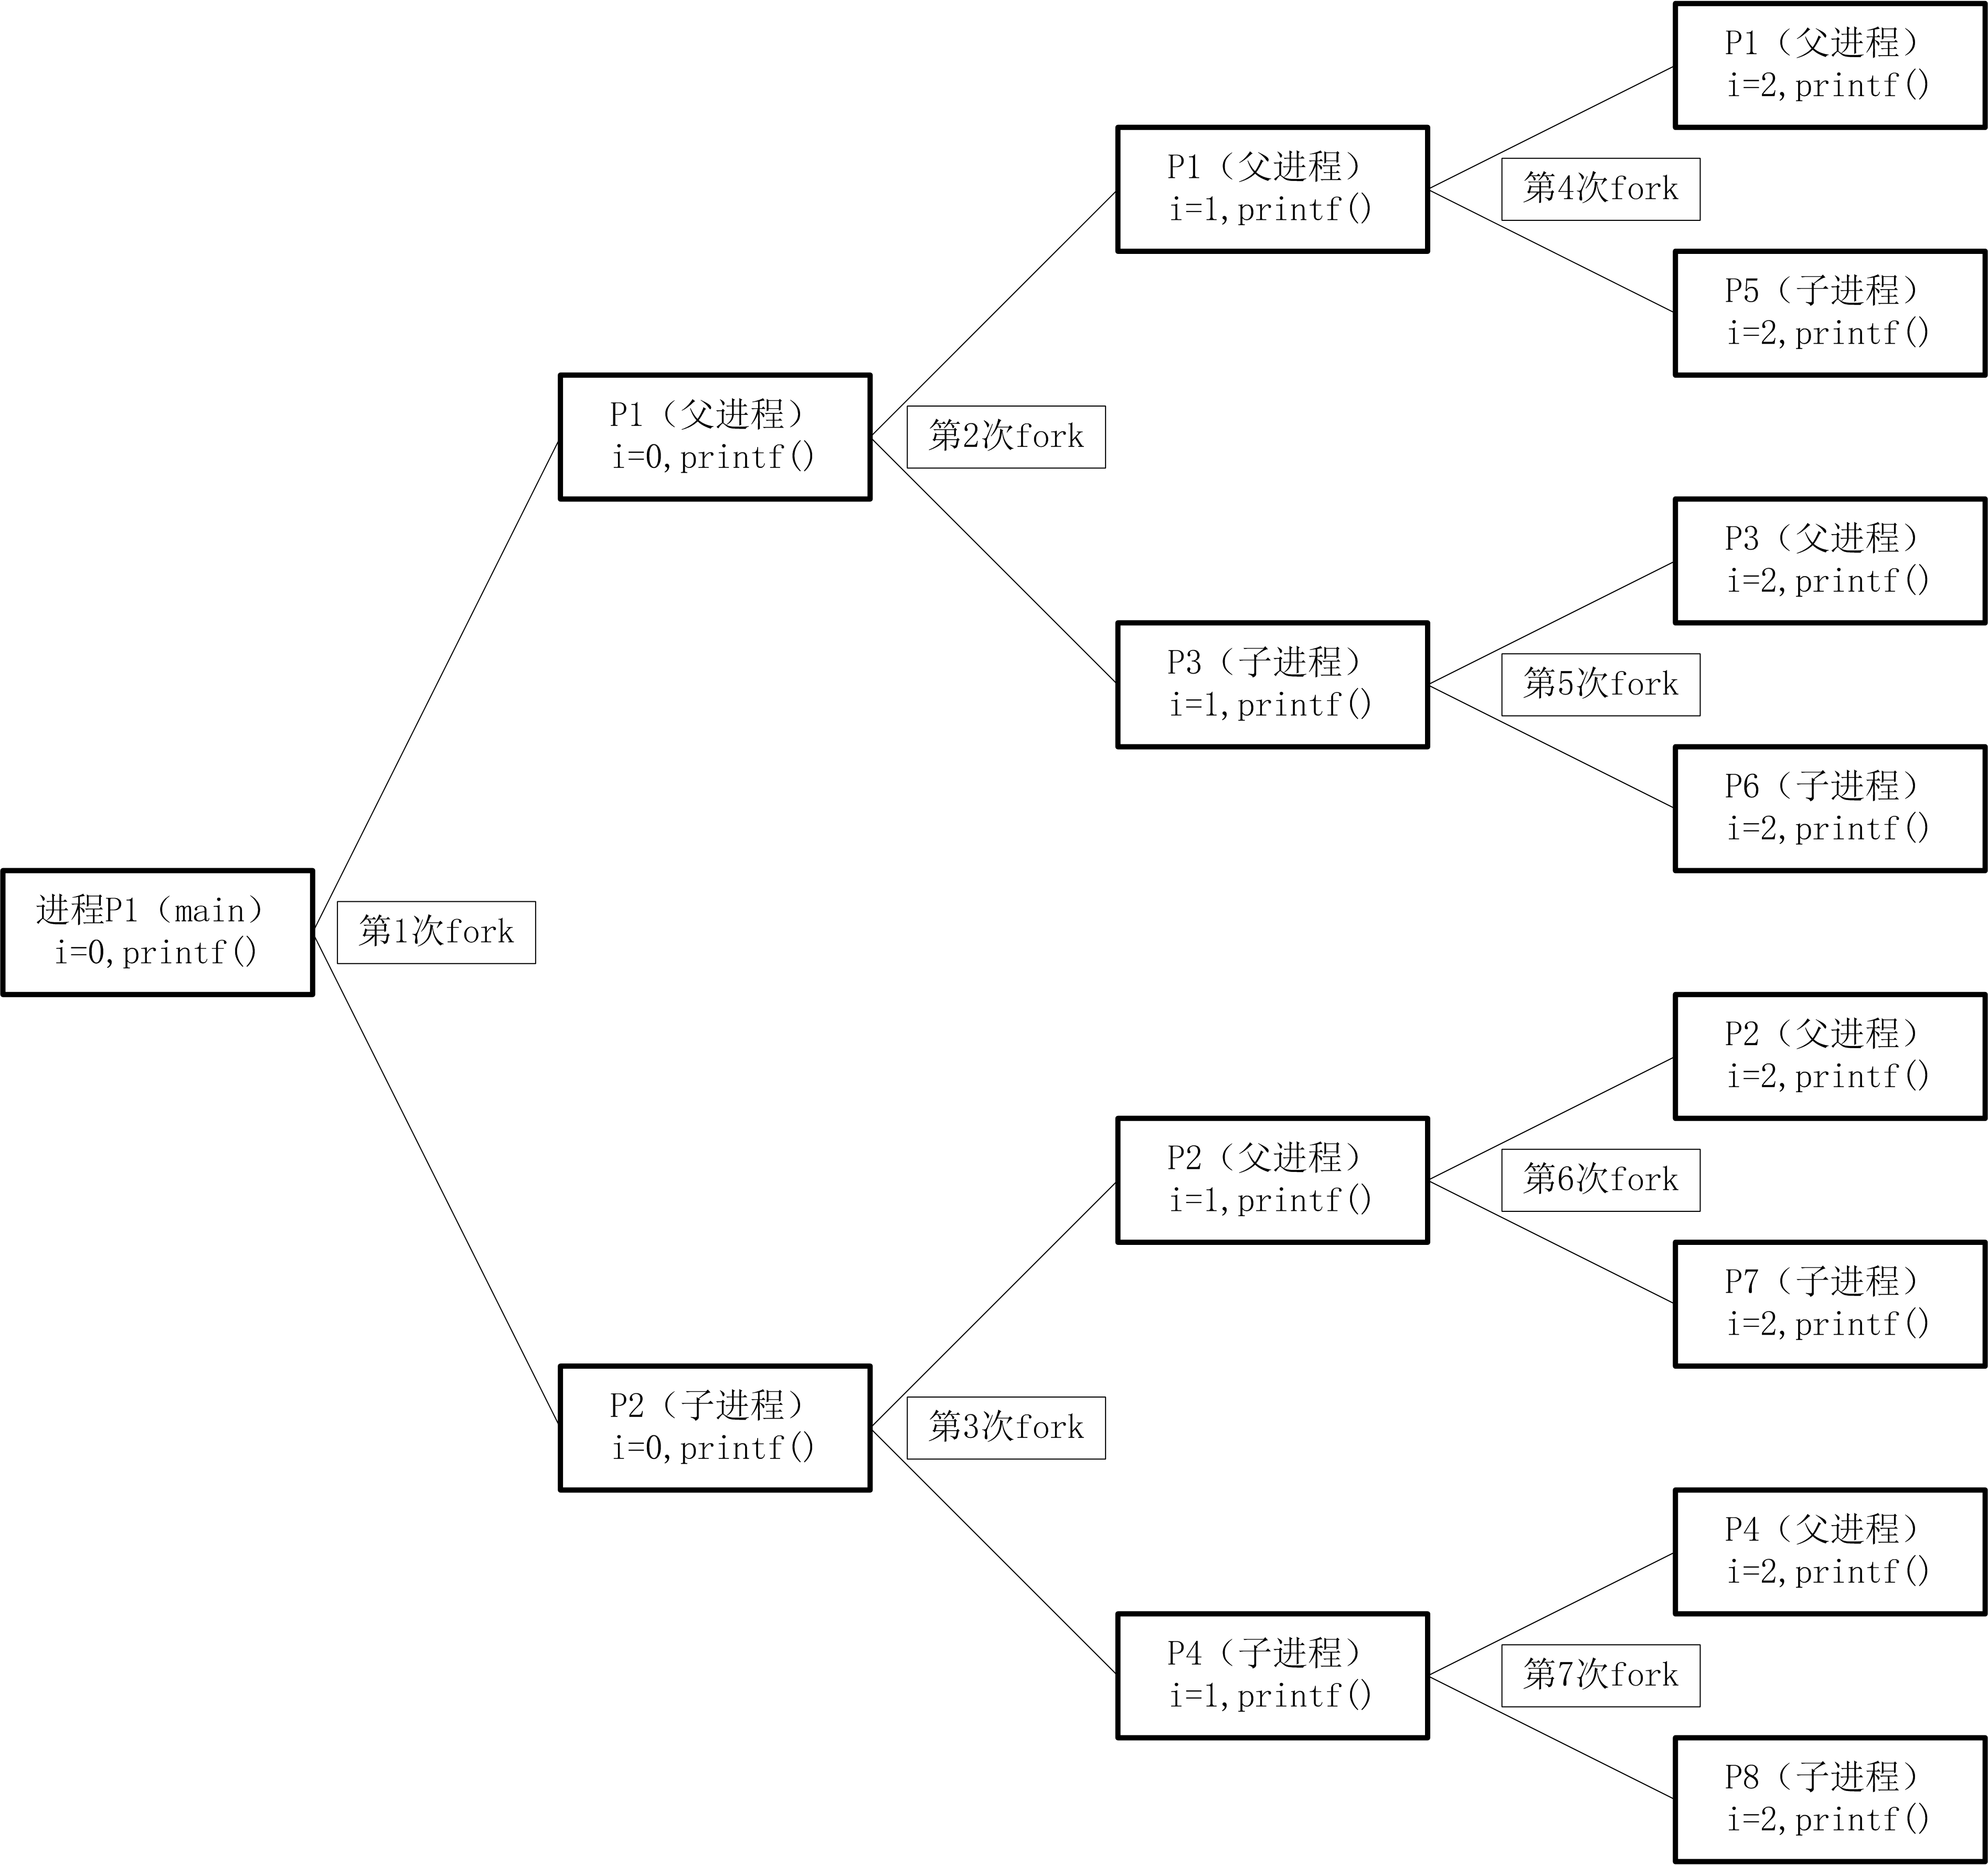 P1（父进程）
i=2,printf()
P1（父进程）
i=1,printf()
第4次fork
P5（子进程）
i=2,printf()
P1（父进程）
i=0,printf()
第2次fork
P3（父进程）
i=2,printf()
P3（子进程）
i=1,printf()
第5次fork
P6（子进程）
i=2,printf()
进程P1（main）
i=0,printf()
第1次fork
P2（父进程）
i=2,printf()
P2（父进程）
i=1,printf()
第6次fork
P7（子进程）
i=2,printf()
P2（子进程）
i=0,printf()
第3次fork
P4（父进程）
i=2,printf()
P4（子进程）
i=1,printf()
第7次fork
P8（子进程）
i=2,printf()